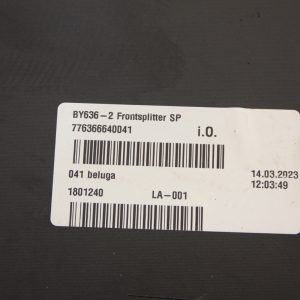 BY636-2 Frontsplitter SP
776366640041
i.O.
041 beluga
14.03.2023
12:03:49
1801240
LA-001